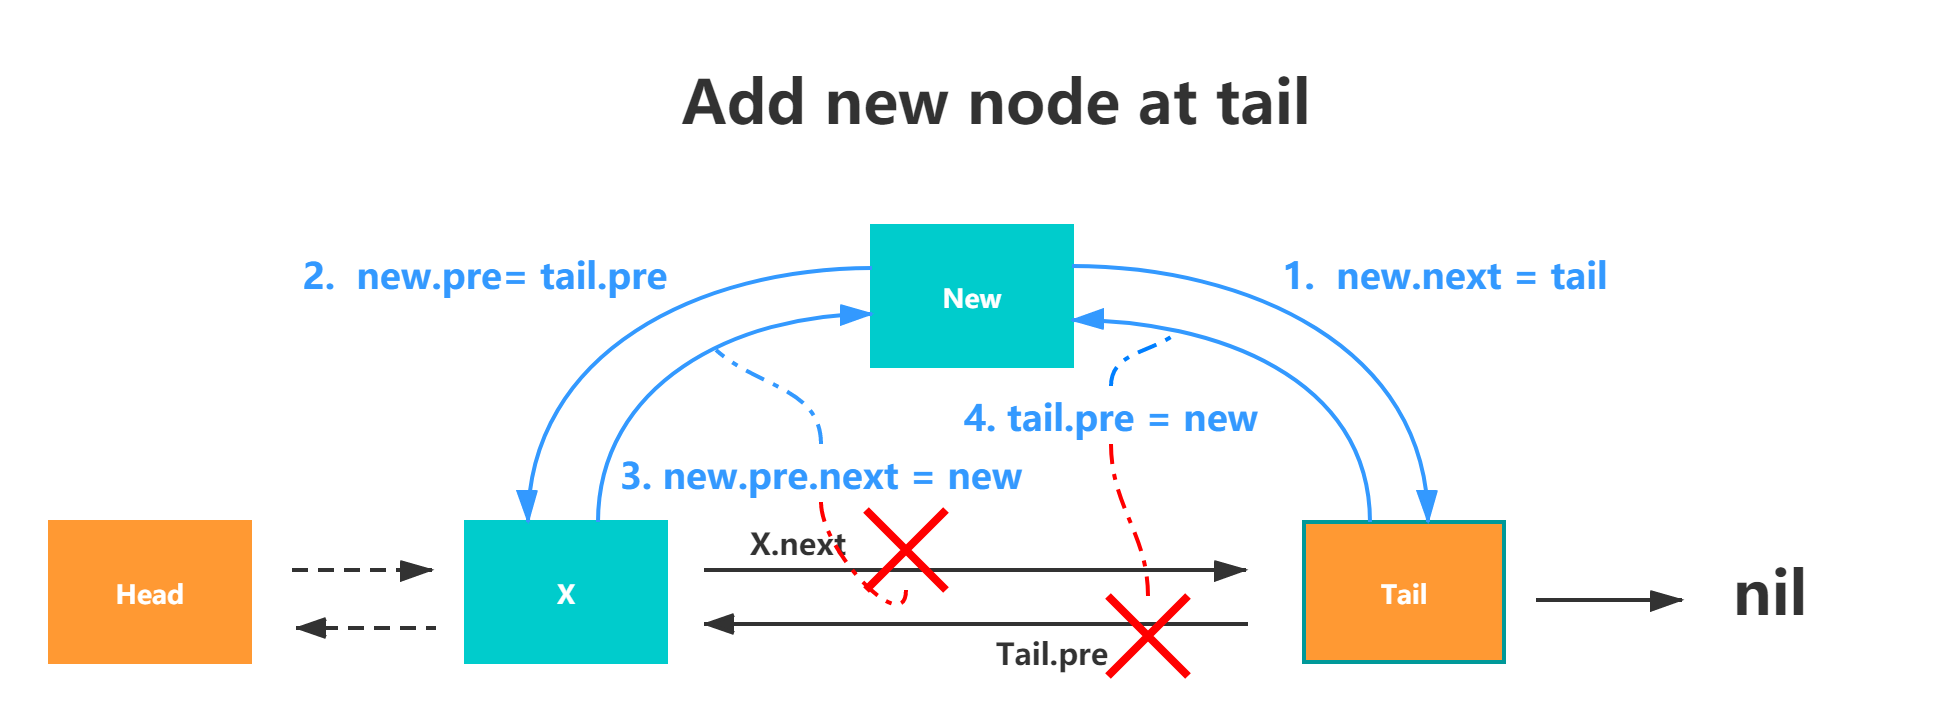 Add new node at tail
2. new.pre= tail.pre
New
1. new.next = tail
4. tail.pre = new
3. new.pre.next = new
X.next
Head
X
Tail
nil
Tail.pre